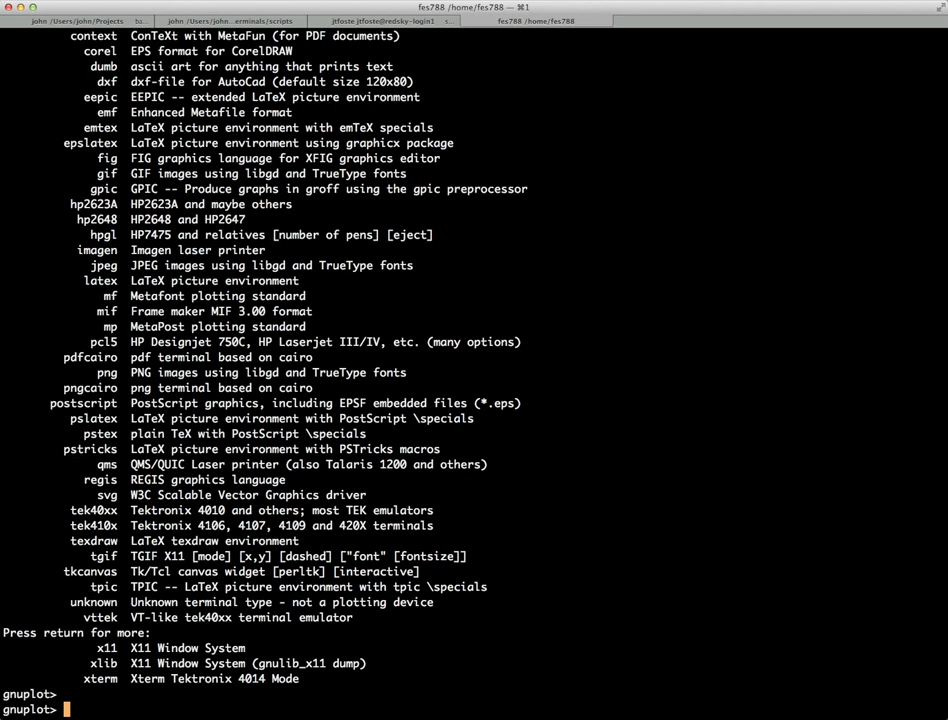 fes788 /home/fes788 — ⌘1
john /Users/john/Projects ba... john /Users/john...erminals/scripts jtfoste.jtfoste@redsky-login1 s... fes788 /home/fes788
context ConTeXt with MetaFun (for PDF documents)
corel EPS format for CorelDRAW
dumb ascii art for anything that prints text
dxf dxf-file for AutoCad (default size 120x80)
eepic EEPIC -- extended LaTeX picture environment
emf Enhanced Metafile format
emtex LaTeX picture environment with emTeX specials
epslatex LaTeX picture environment using graphicx package
fig FIG graphics language for XFIG graphics editor
gif GIF images using libgd and TrueType fonts
gpic GPIC -- Produce graphs in groff using the gpic preprocessor
hp2623A HP2623A and maybe others
hp2648 HP2648 and HP2647
hpgl HP7475 and relatives [number of pens] [eject]
imagen Imagen laser printer
jpeg JPEG images using libgd and TrueType fonts
latex LaTeX picture environment
mf Metafont plotting standard
mif Frame maker MIF 3.00 format
mp MetaPost plotting standard
pcl5 HP Designjet 750C, HP Laserjet III/IV, etc. (many options)
pdfcairo pdf terminal based on cairo
png PNG images using libgd and TrueType fonts
pngcairo png terminal based on cairo
postscript PostScript graphics, including EPSF embedded files (*.eps)
pslatex LaTeX picture environment with PostScript \specials
pstex plain TeX with PostScript \specials
pstricks LaTeX picture environment with PSTricks macros
qms QMS/QUIC Laser printer (also Talaris 1200 and others)
regis REGIS graphics language
svg W3C Scalable Vector Graphics driver
tek40xx Tektronix 4010 and others; most TEK emulators
tek410x Tektronix 4106, 4107, 4109 and 420X terminals
texdraw LaTeX texdraw environment
tgif TGIF X11 [mode] [x,y] [dashed] ["font" [fontsize]]
tkcanvas Tk/Tcl canvas widget [perltk] [interactive]
tpic TPIC -- LaTeX picture environment with tpic \specials
unknown Unknown terminal type - not a plotting device
vttek VT-like tek40xx terminal emulator
Press return for more:
x11 X11 Window System
xlib X11 Window System (gnulib_x11 dump)
xterm Xterm Tektronix 4014 Mode
gnuplot>
gnuplot>